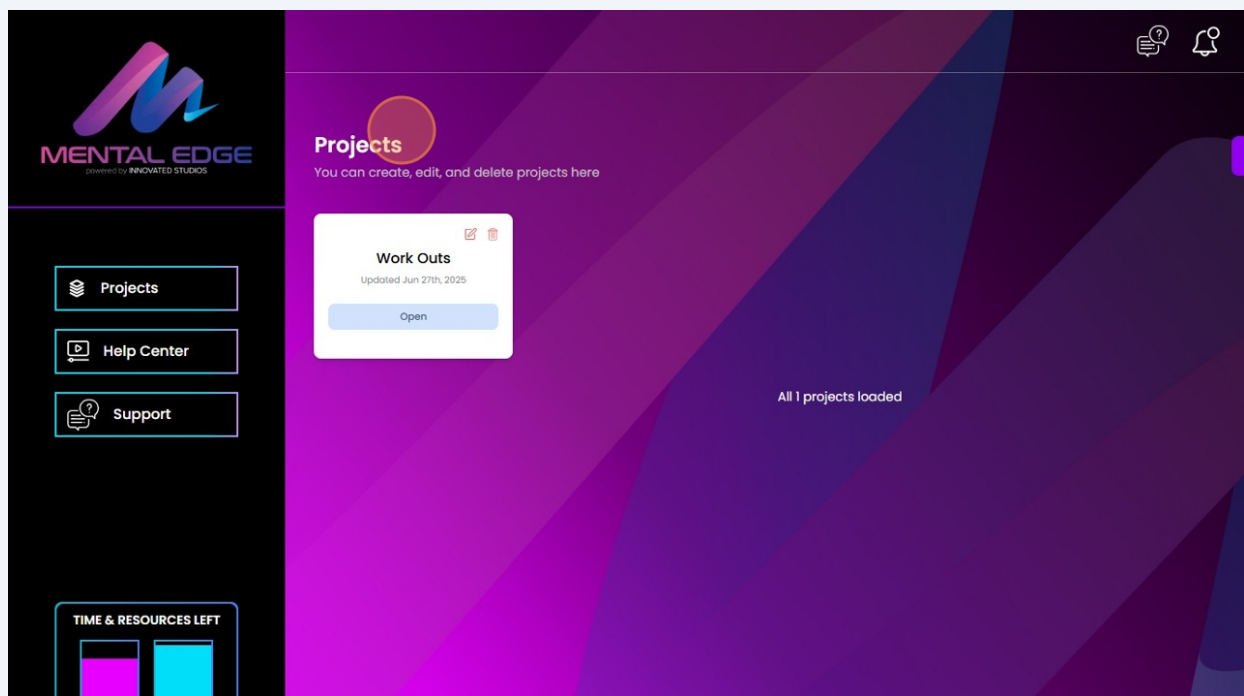 MENTAL EDGE
powered by INNOVATED STUDIOS
Projects
Help Center
Support
TIME & RESOURCES LEFT
Projects
You can create, edit, and delete projects here
Work Outs
Updated Jun 27th, 2025
Open
All 1 projects loaded